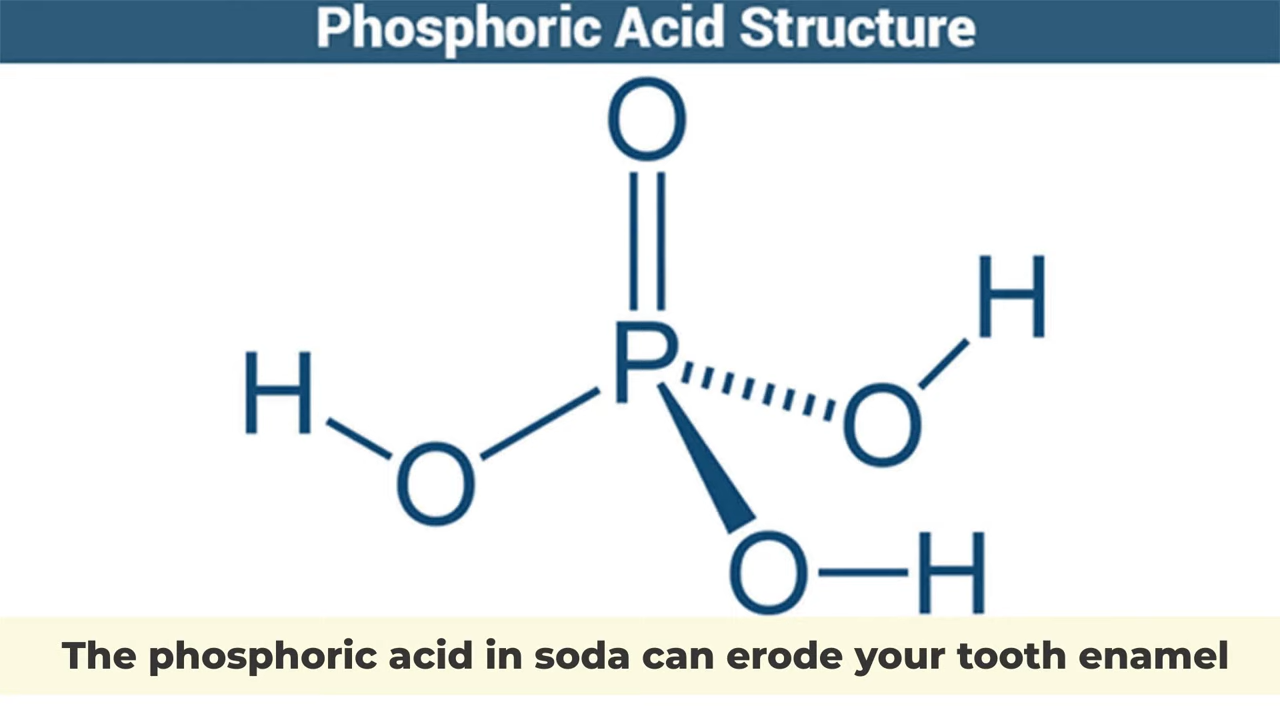 Phosphoric Acid Structure
O
H
P
H
O
O
O
H
The phosphoric acid in soda can erode your tooth enamel